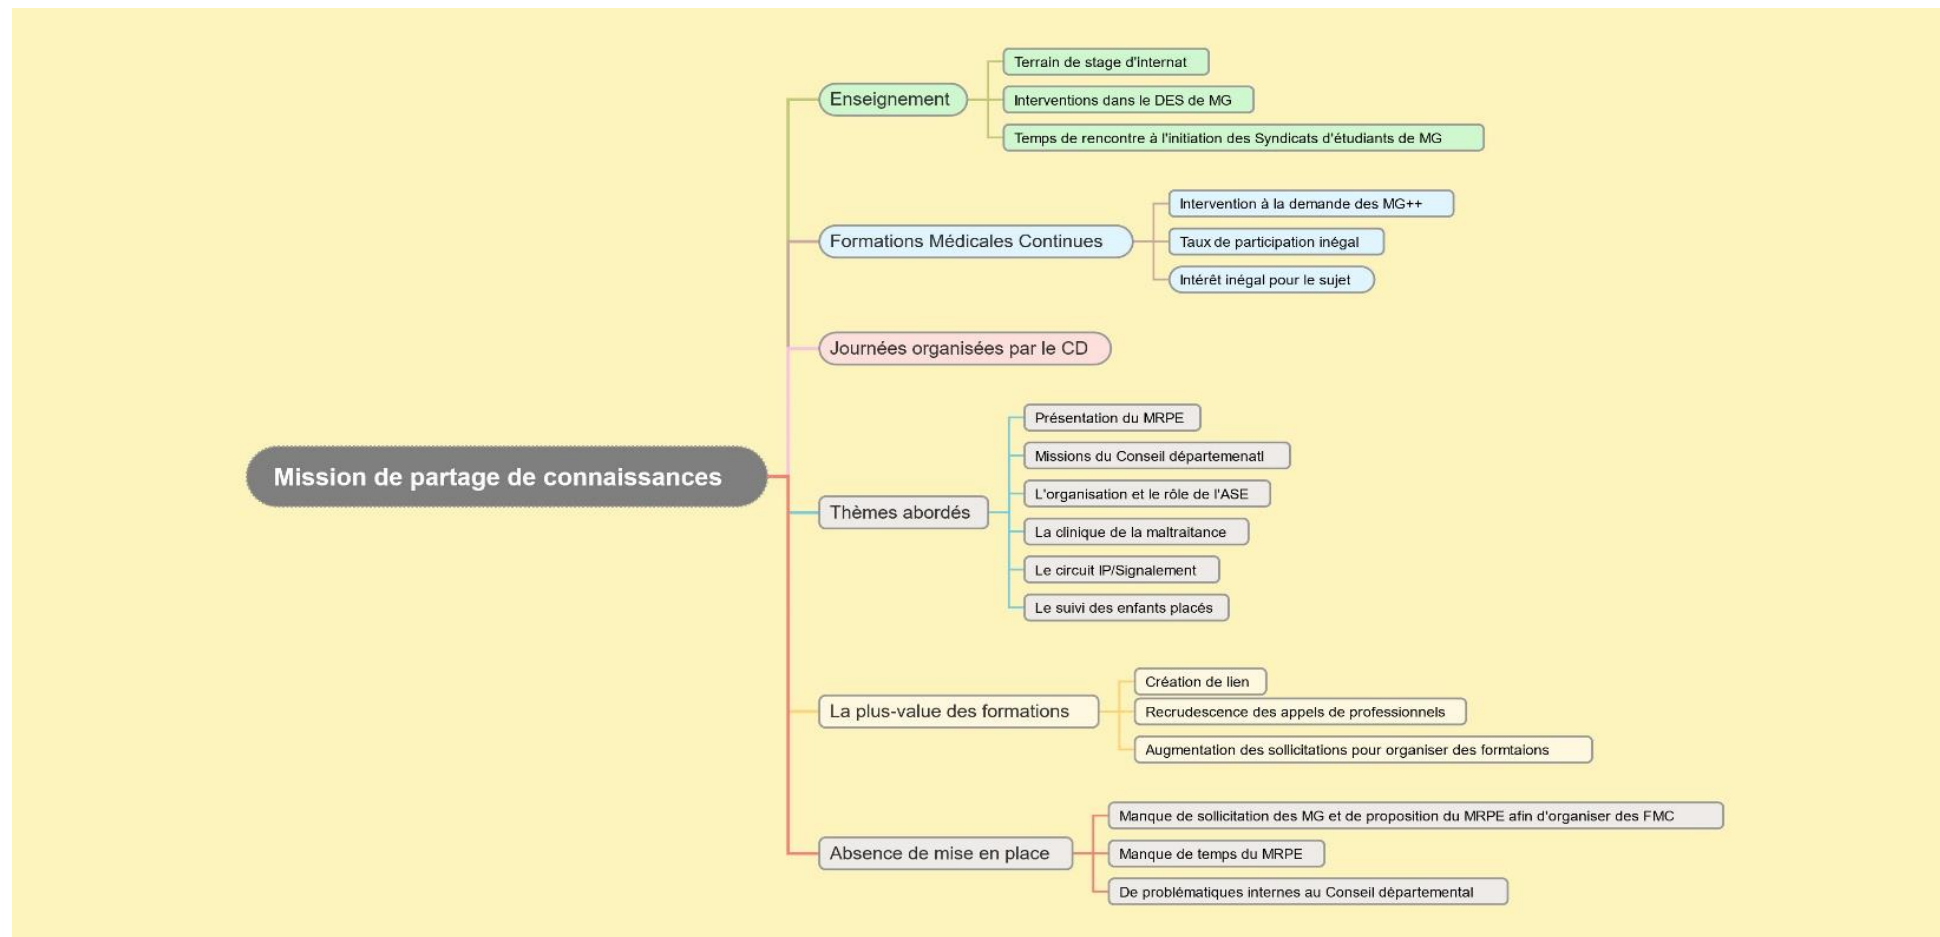 Mission de partage de connaissances
Enseignement
Terrain de stage d'internat
Interventions dans le DES de MG
Temps de rencontre à l'initiation des Syndicats d'étudiants de MG
Formations Médicales Continues
Intervention à la demande des MG++
Taux de participation inégal
Intérêt inégal pour le sujet
Journées organisées par le CD
Thèmes abordés
Présentation du MRPE
Missions du Conseil départemenatl
L'organisation et le rôle de l'ASE
La clinique de la maltraitance
Le circuit IP/Signalement
Le suivi des enfants placés
La plus-value des formations
Création de lien
Recrudescence des appels de professionnels
Augmentation des sollicitations pour organiser des formtaions
Absence de mise en place
Manque de sollicitation des MG et de proposition du MRPE afin d'organiser des FMC
Manque de temps du MRPE
De problématiques internes au Conseil départemental